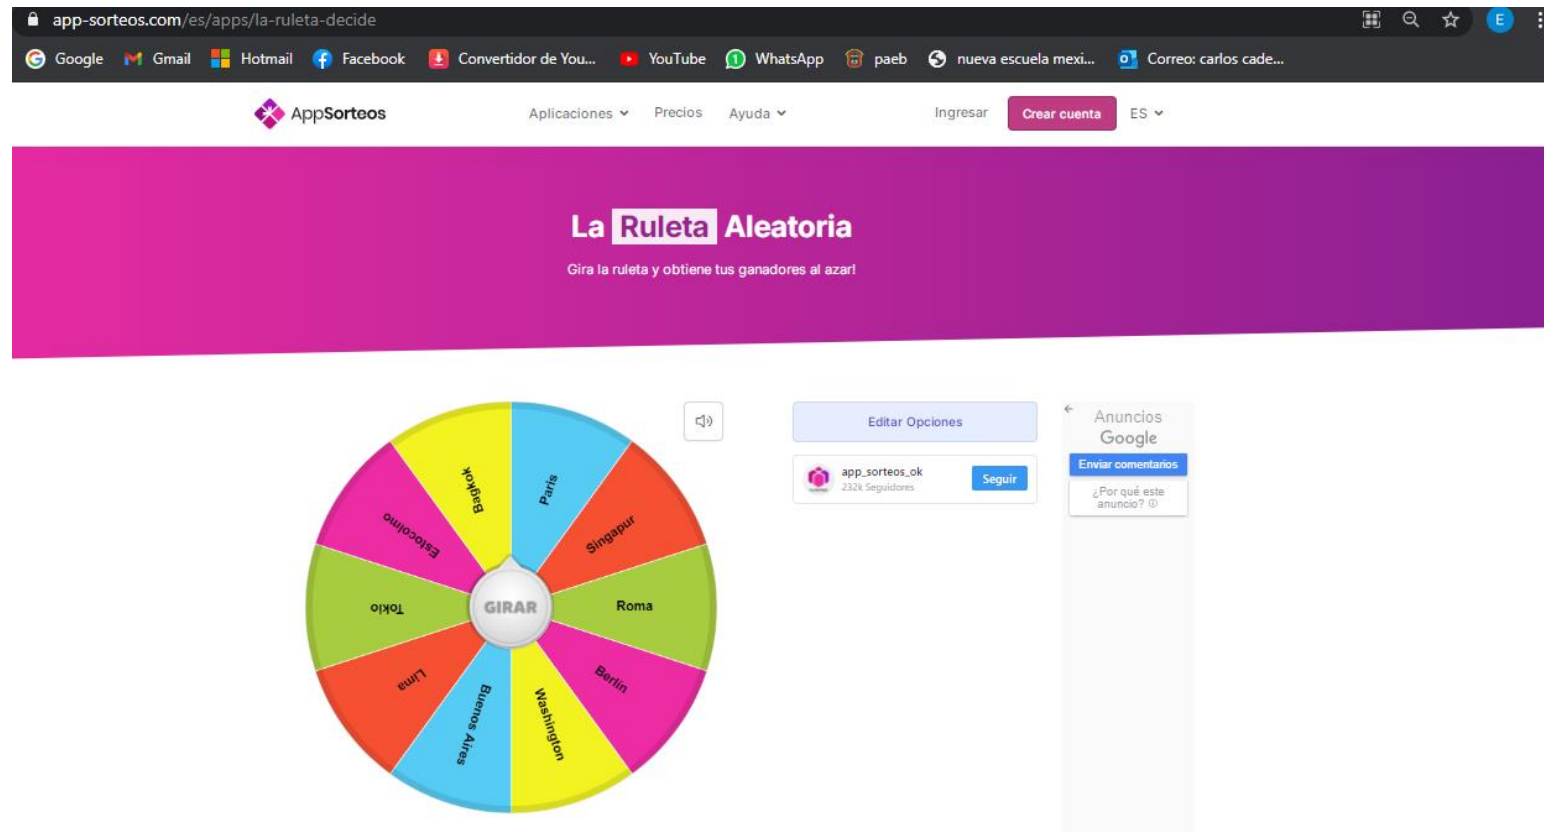 app-sorteos.com/es/apps/la-ruleta-decide
E
Google Gmail Hotmail Facebook Convertidor de You... YouTube WhatsApp paeb nueva escuela mexi... Correo: carlos cade...
AppSorteos Aplicaciones Precios Ayuda Ingresar Crear cuenta ES
La Ruleta Aleatoria
Gira la ruleta y obtiene tus ganadores al azar!
Paris
Singapur
Roma
Berlin
Washington
Buenos Aires
Lima
Tokio
Estocolmo
Bagkok
GIRAR
Editar Opciones
app_sorteos_ok
232k Seguidores
Seguir
Anuncios
Google
Enviar comentarios
¿Por qué este
anuncio?